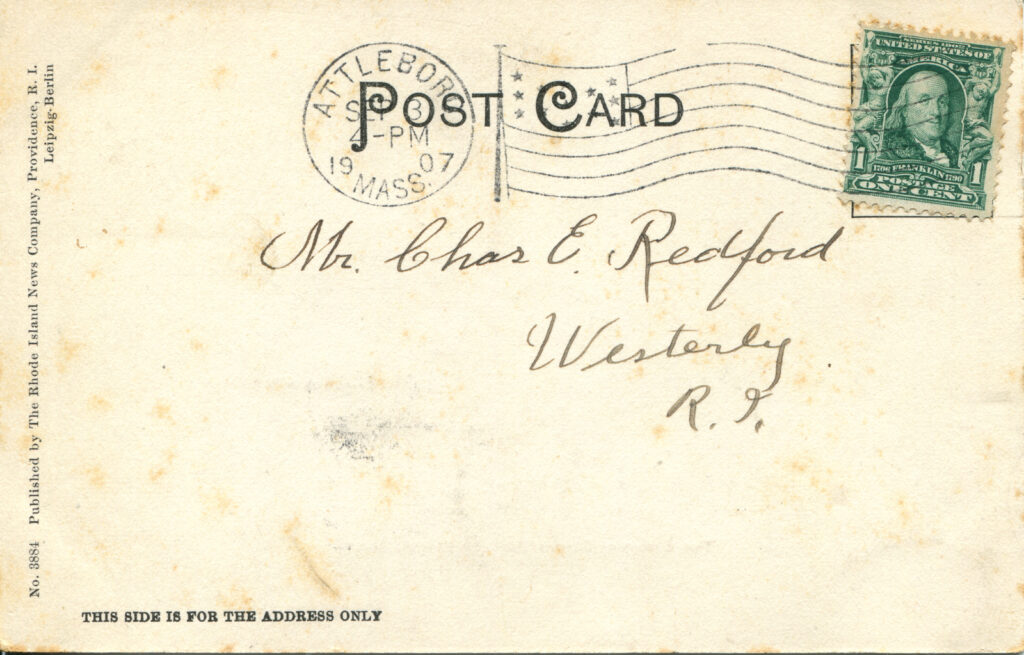 POST CARD
ATTLEBORO
SEP 3
4-PM
1907
MASS.
SERIES 1902
UNITED STATES OF
AMERICA
1 1
1706 FRANKLIN 1790
POSTAGE
ONE CENT
Mr. Chas E. Redford
Westerly
R.I.
No. 3884 Published by The Rhode Island News Company, Providence, R. I.
Leipzig-Berlin
THIS SIDE IS FOR THE ADDRESS ONLY